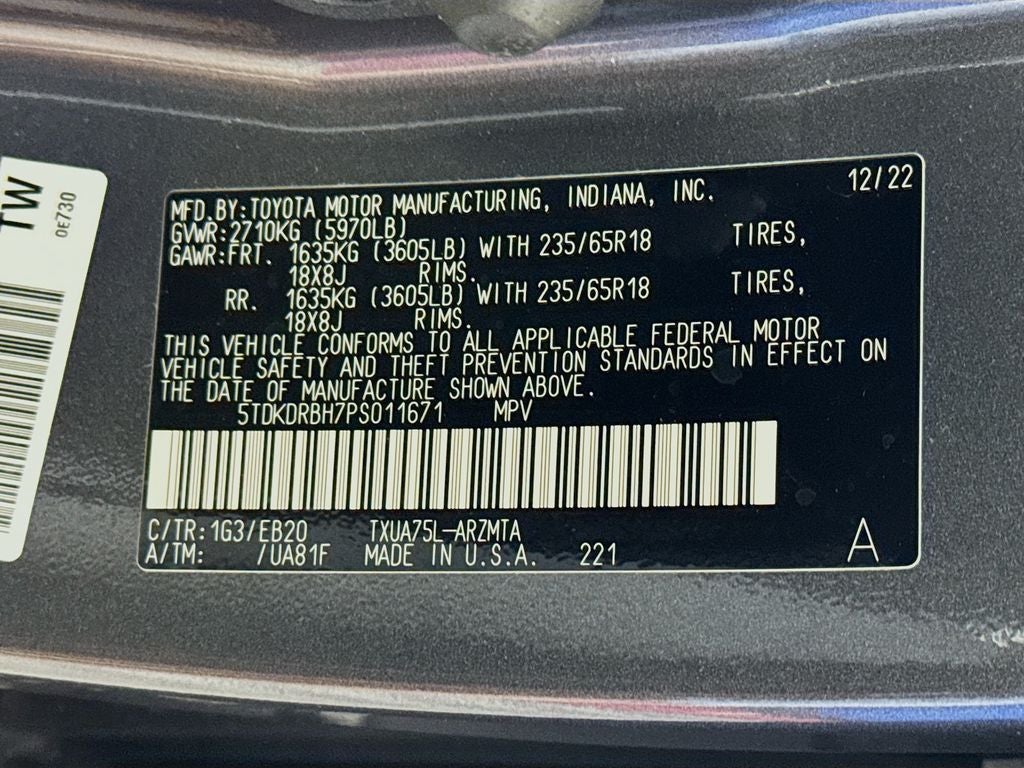 TW
0E730
12/22
MFD.BY:TOYOTA MOTOR MANUFACTURING, INDIANA, INC.
GVWR:2710KG (5970LB)
GAWR:FRT. 1635KG (3605LB) WITH 235/65R18 TIRES,
18X8J RIMS.
RR. 1635KG (3605LB) WITH 235/65R18 TIRES,
18X8J RIMS.
THIS VEHICLE CONFORMS TO ALL APPLICABLE FEDERAL MOTOR
VEHICLE SAFETY AND THEFT PREVENTION STANDARDS IN EFFECT ON
THE DATE OF MANUFACTURE SHOWN ABOVE.
5TDKDRBH7PS011671 MPV
C/TR:1G3/EB20 TXUA75L-ARZMTA
A/TM: /UA81F MADE IN U.S.A. 221 A